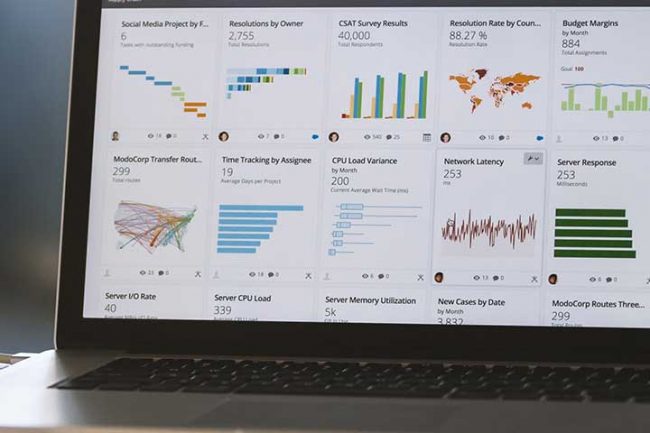 Social Media Project by F...
6
Tasks with outstanding funding
14
0
Resolutions by Owner
2,755
Total Resolutions
7
0
CSAT Survey Results
40,000
Total Respondents
540
25
Resolution Rate by Coun...
88.27 %
Resolution Rate
10
0
Budget Margins
by Month
884
Total Assignments
Goal 100
13
0
ModoCorp Transfer Rout...
299
Total routes
23
0
Time Tracking by Assignee
19
Average Days per Project
18
0
CPU Load Variance
by Month
200
Current Average Wait Time (ms)
6
0
Network Latency
253
ms
13
0
Server Response
253
Milliseconds
6
0
Server I/O Rate
40
Server CPU Load
339
Server Memory Utilization
5k
New Cases by Date
by Month
3,832
ModoCorp Routes Three...
299
Total Routes